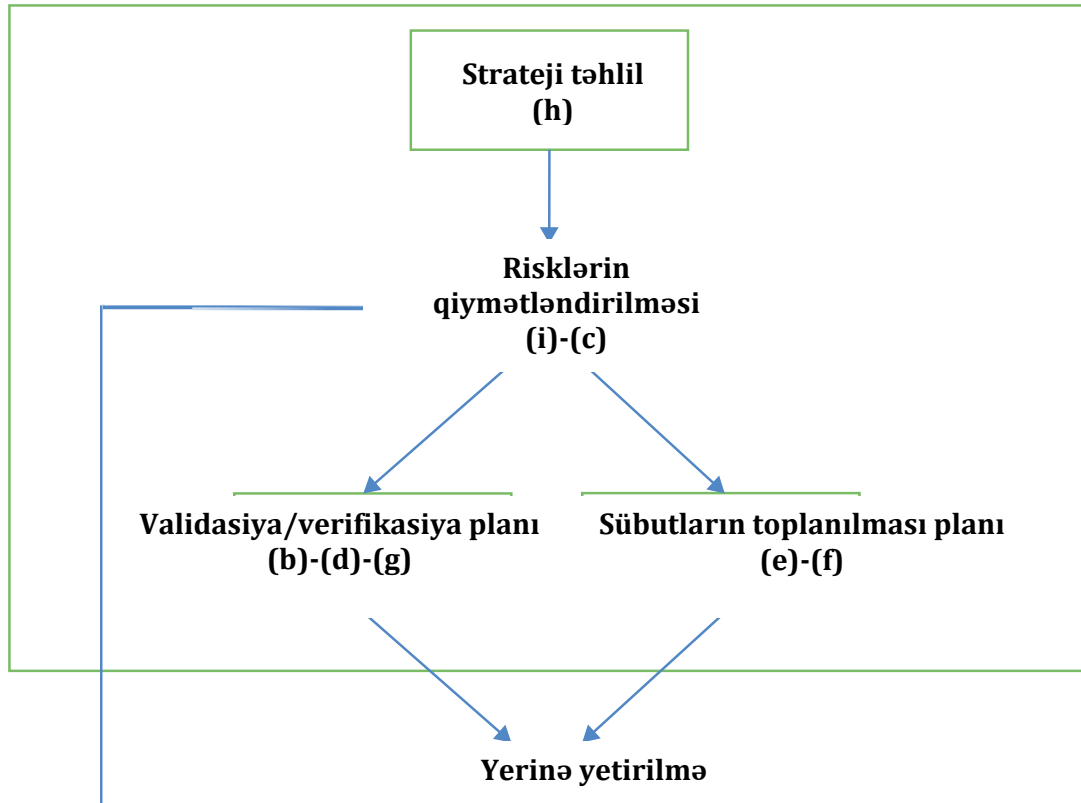 Strateji təhlil
(h)
Risklərin
qiymətləndirilməsi
(i)-(c)
Validasiya/verifikasiya planı
(b)-(d)-(g)
Sübutların toplanılması planı
(e)-(f)
Yerinə yetirilmə